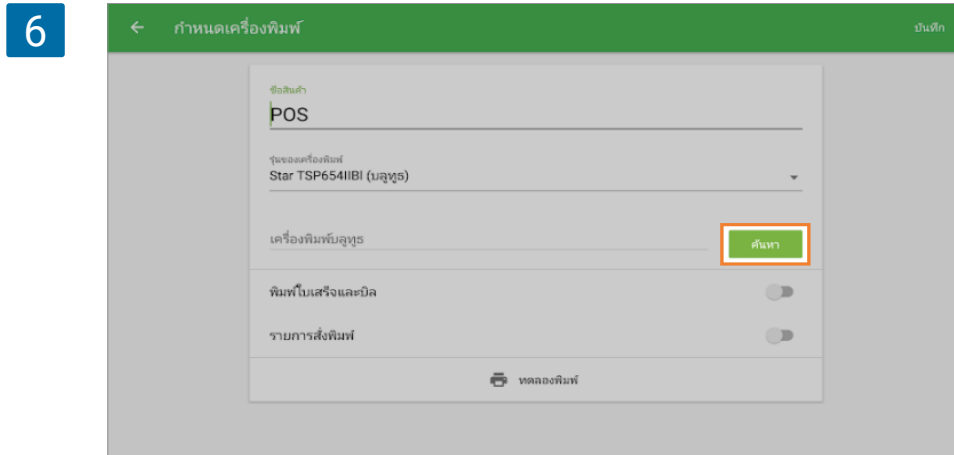 6
กำหนดเครื่องพิมพ์
บันทึก
ชื่อสินค้า
POS
รุ่นของเครื่องพิมพ์
Star TSP654IIBI (บลูทูธ)
เครื่องพิมพ์บลูทูธ
ค้นหา
พิมพ์ใบเสร็จและบิล
รายการสั่งพิมพ์
ทดลองพิมพ์